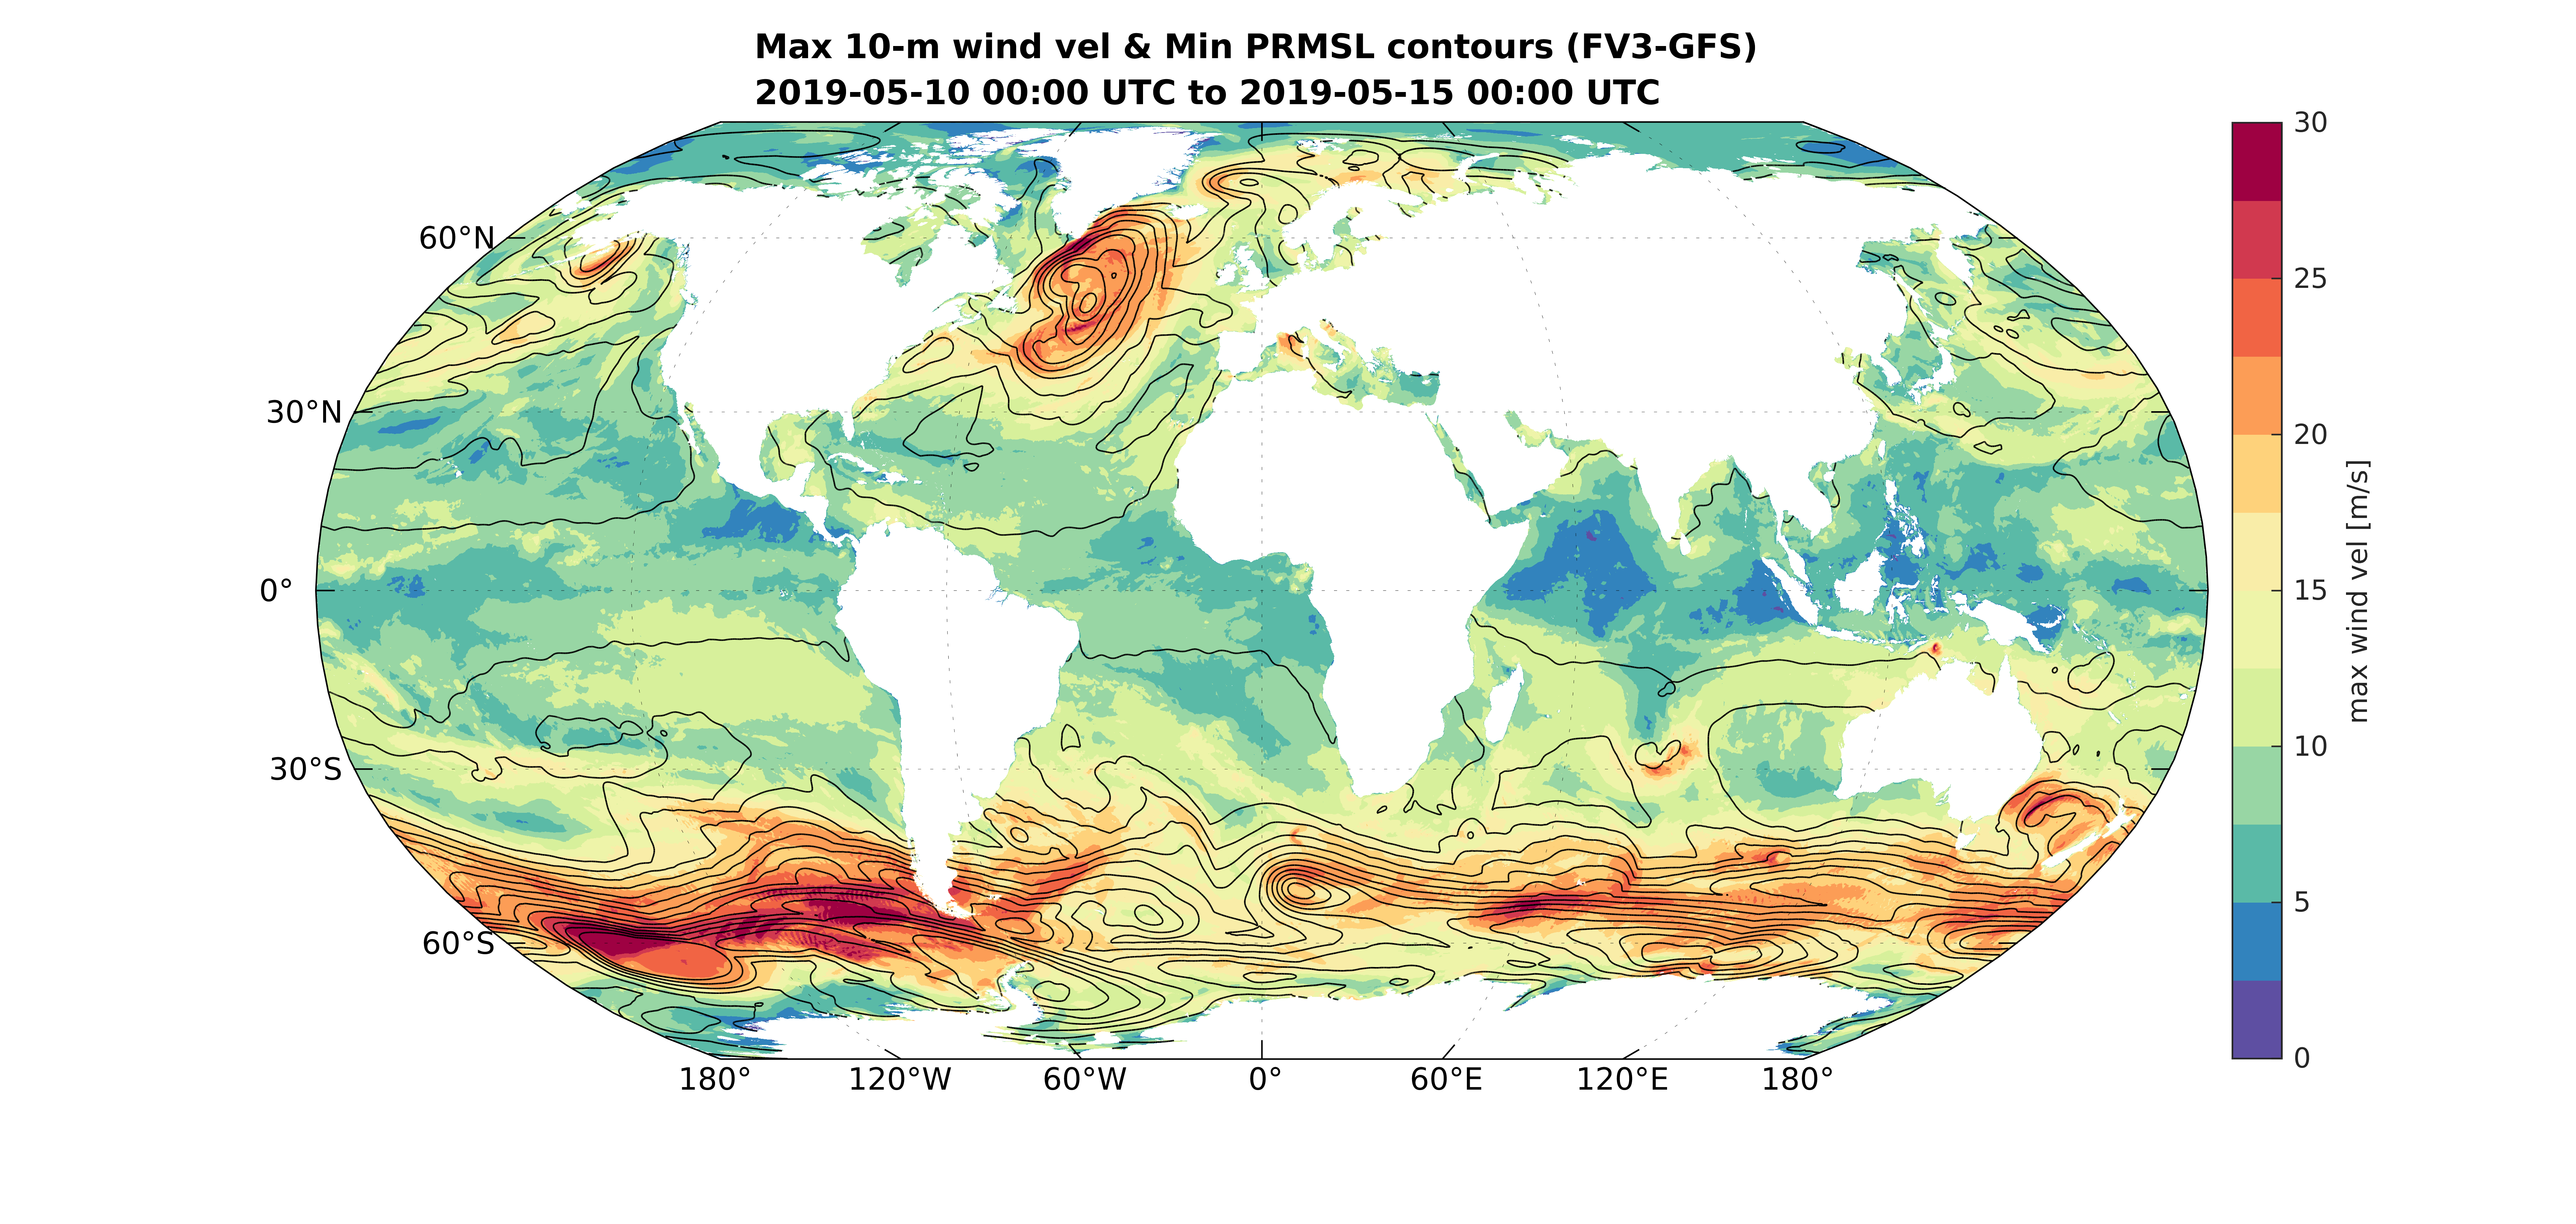 Max 10-m wind vel & Min PRMSL contours (FV3-GFS)
2019-05-10 00:00 UTC to 2019-05-15 00:00 UTC
60°N
30°N
0°
30°S
60°S
180°
120°W
60°W
0°
60°E
120°E
180°
30
25
20
15
10
5
0
max wind vel [m/s]